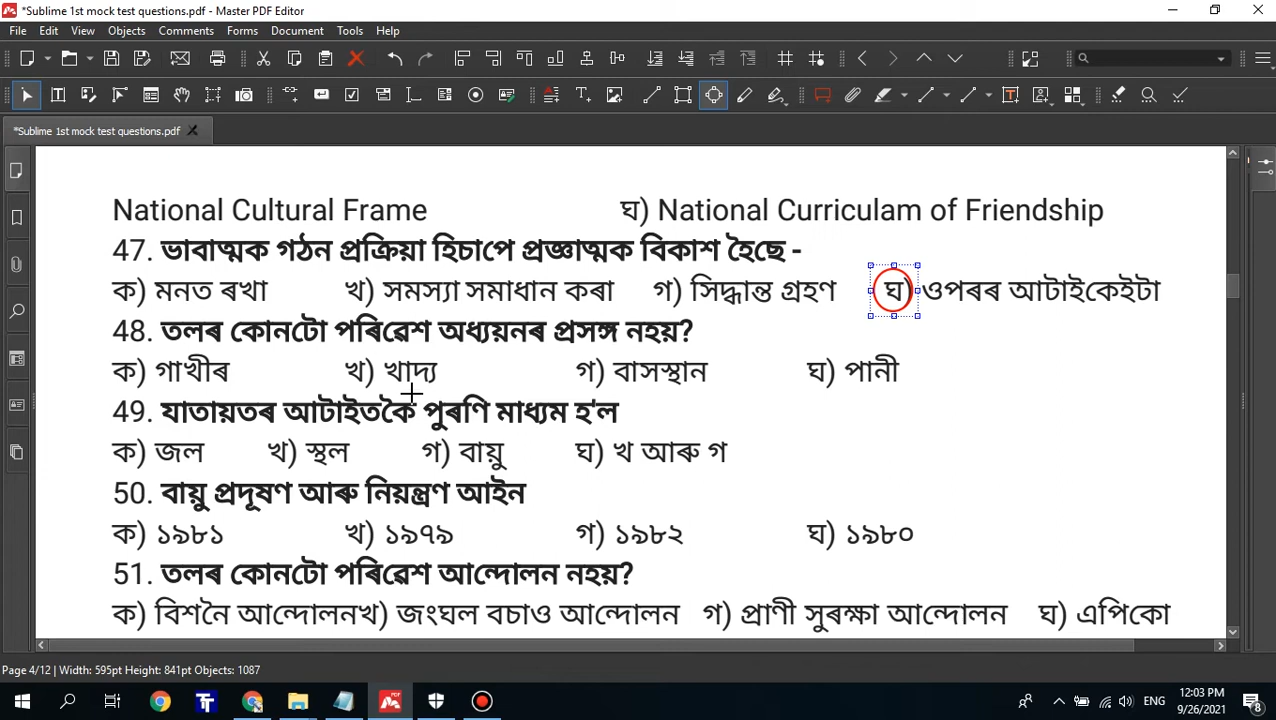 *Sublime 1st mock test questions.pdf - Master PDF Editor
File Edit View Objects Comments Forms Document Tools Help
*Sublime 1st mock test questions.pdf
National Cultural Frame ঘ) National Curriculam of Friendship
47. ভাবাত্মক গঠন প্ৰক্ৰিয়া হিচাপে প্ৰজ্ঞাত্মক বিকাশ হৈছে -
ক) মনত ৰখা খ) সমস্যা সমাধান কৰা গ) সিদ্ধান্ত গ্ৰহণ ঘ) ওপৰৰ আটাইকেইটা
48. তলৰ কোনটো পৰিৱেশ অধ্যয়নৰ প্ৰসঙ্গ নহয়?
ক) গাখীৰ খ) খাদ্য গ) বাসস্থান ঘ) পানী
49. যাতায়তৰ আটাইতকৈ পুৰণি মাধ্যম হ'ল
ক) জল খ) স্থল গ) বায়ু ঘ) খ আৰু গ
50. বায়ু প্ৰদূষণ আৰু নিয়ন্ত্ৰণ আইন
ক) ১৯৮১ খ) ১৯৭৯ গ) ১৯৮২ ঘ) ১৯৮০
51. তলৰ কোনটো পৰিৱেশ আন্দোলন নহয়?
ক) বিশনৈ আন্দোলনখ) জংঘল বচাও আন্দোলন গ) প্ৰাণী সুৰক্ষা আন্দোলন ঘ) এপিকো
Page 4/12 | Width: 595pt Height: 841pt Objects: 1087
ENG
12:03 PM
9/26/2021
8